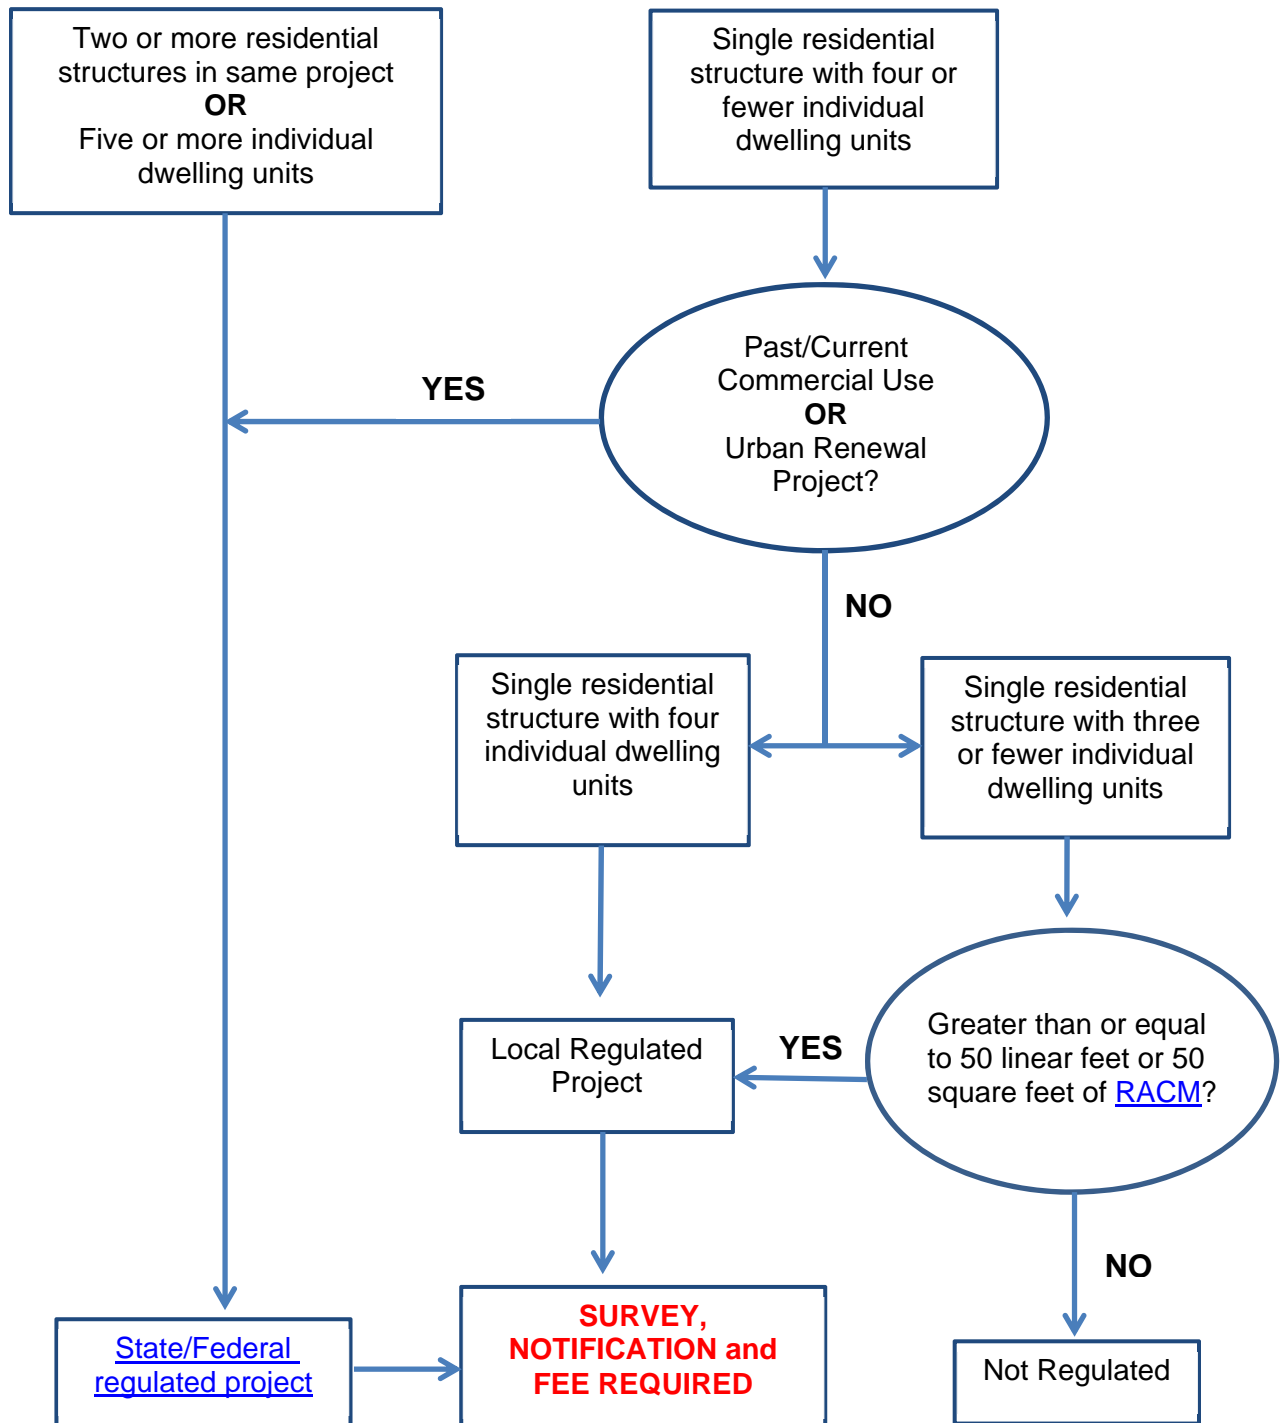 Two or more residential
structures in same project
OR
Five or more individual
dwelling units
Single residential
structure with four or
fewer individual
dwelling units
Past/Current
Commercial Use
OR
Urban Renewal
Project?
YES
NO
Single residential
structure with four
individual dwelling
units
Single residential
structure with three
or fewer individual
dwelling units
Local Regulated
Project
YES
Greater than or equal
to 50 linear feet or 50
square feet of RACM?
NO
State/Federal
regulated project
SURVEY,
NOTIFICATION and
FEE REQUIRED
Not Regulated